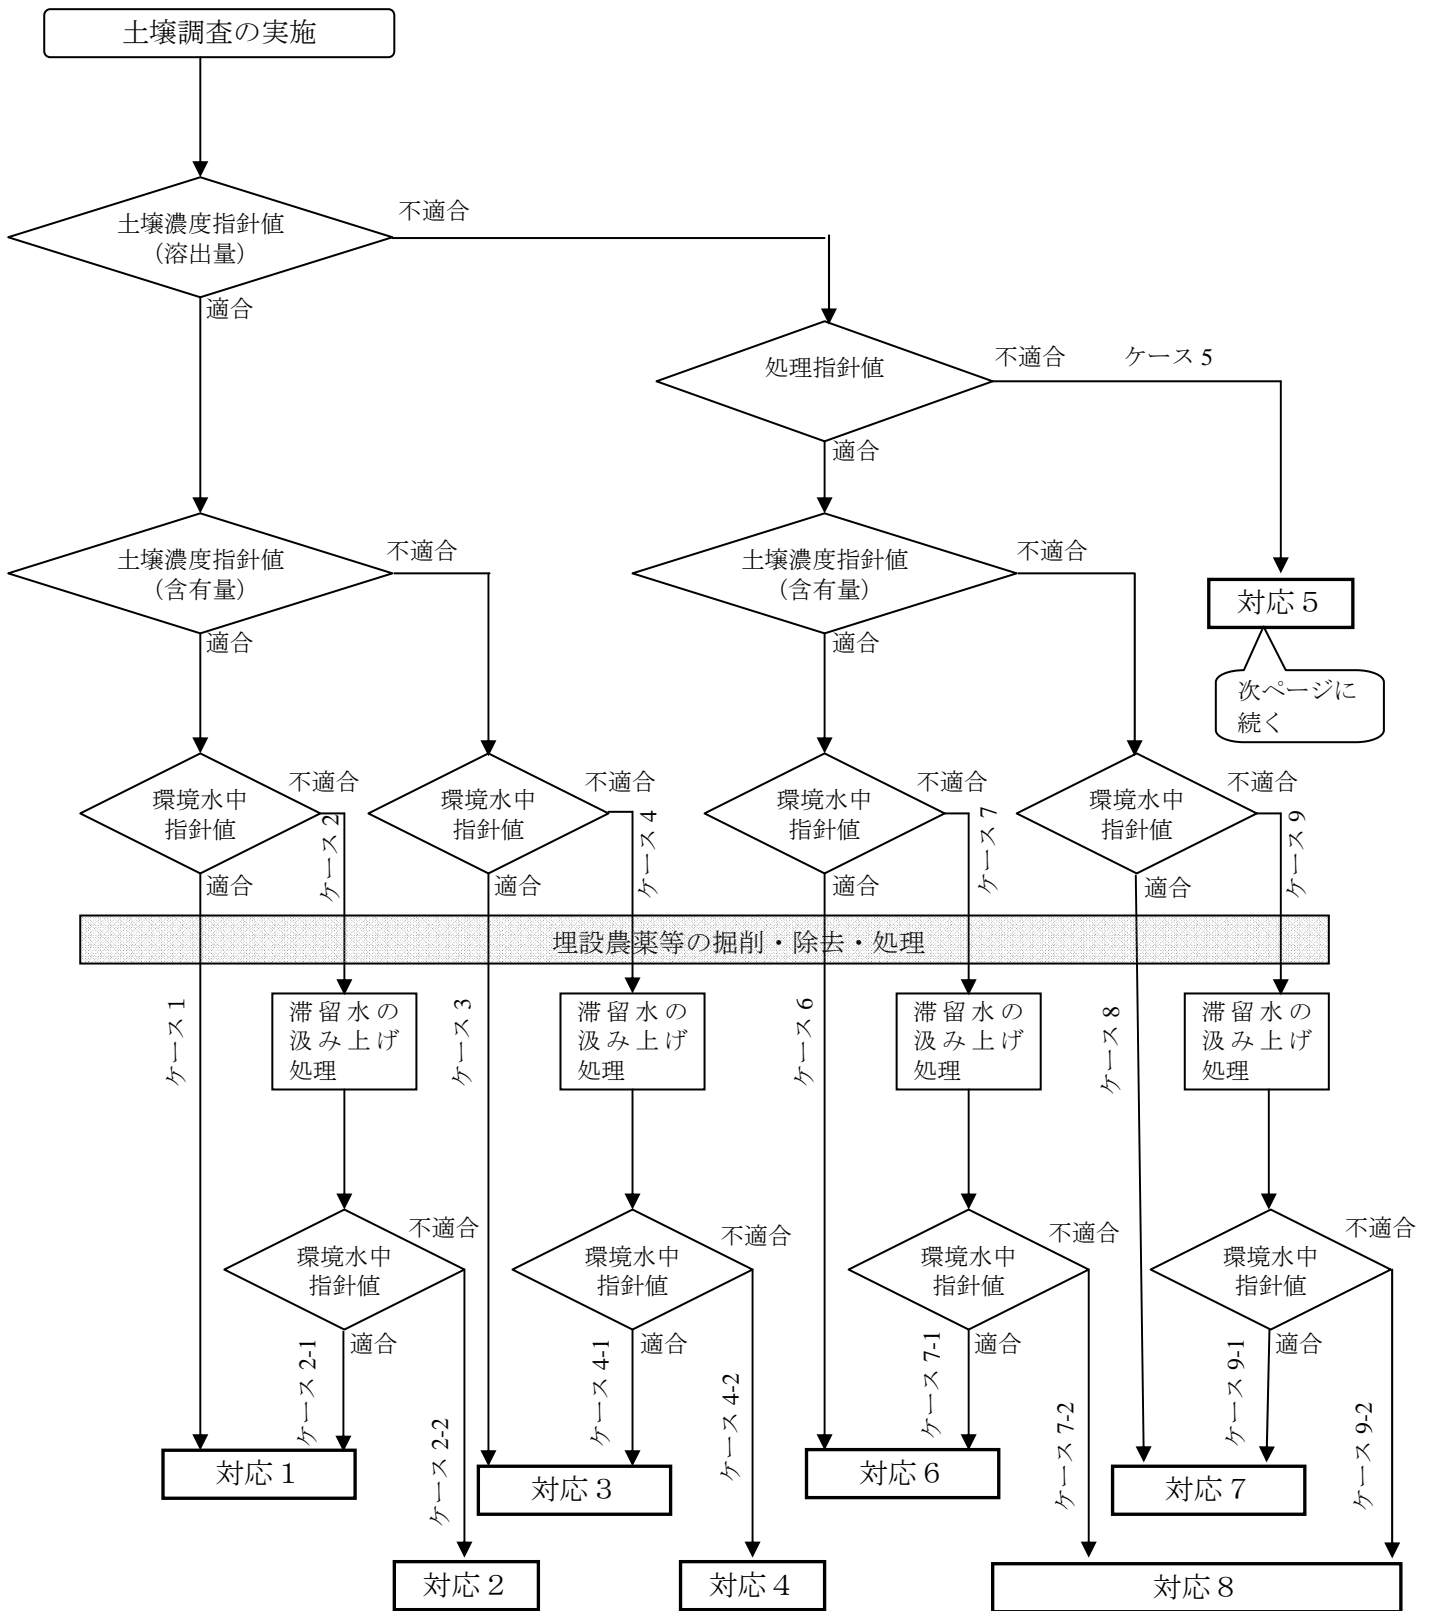 土壌調査の実施
土壌濃度指針値
（溶出量）
不適合
適合
処理指針値
不適合
ケース 5
適合
土壌濃度指針値
（含有量）
不適合
適合
土壌濃度指針値
（含有量）
不適合
適合
対応５
次ページに
続く
環境水中
指針値
不適合
適合
ケース 2
環境水中
指針値
不適合
適合
ケース 4
環境水中
指針値
不適合
適合
ケース 7
環境水中
指針値
不適合
適合
ケース 9
埋設農薬等の掘削・除去・処理
ケース 1
滞留水の
汲み上げ
処理
ケース 3
滞留水の
汲み上げ
処理
ケース 6
滞留水の
汲み上げ
処理
ケース 8
滞留水の
汲み上げ
処理
環境水中
指針値
不適合
適合
ケース 2-1
ケース 2-2
環境水中
指針値
不適合
適合
ケース 4-1
ケース 4-2
環境水中
指針値
不適合
適合
ケース 7-1
ケース 7-2
環境水中
指針値
不適合
適合
ケース 9-1
ケース 9-2
対応１
対応３
対応６
対応７
対応２
対応４
対応８